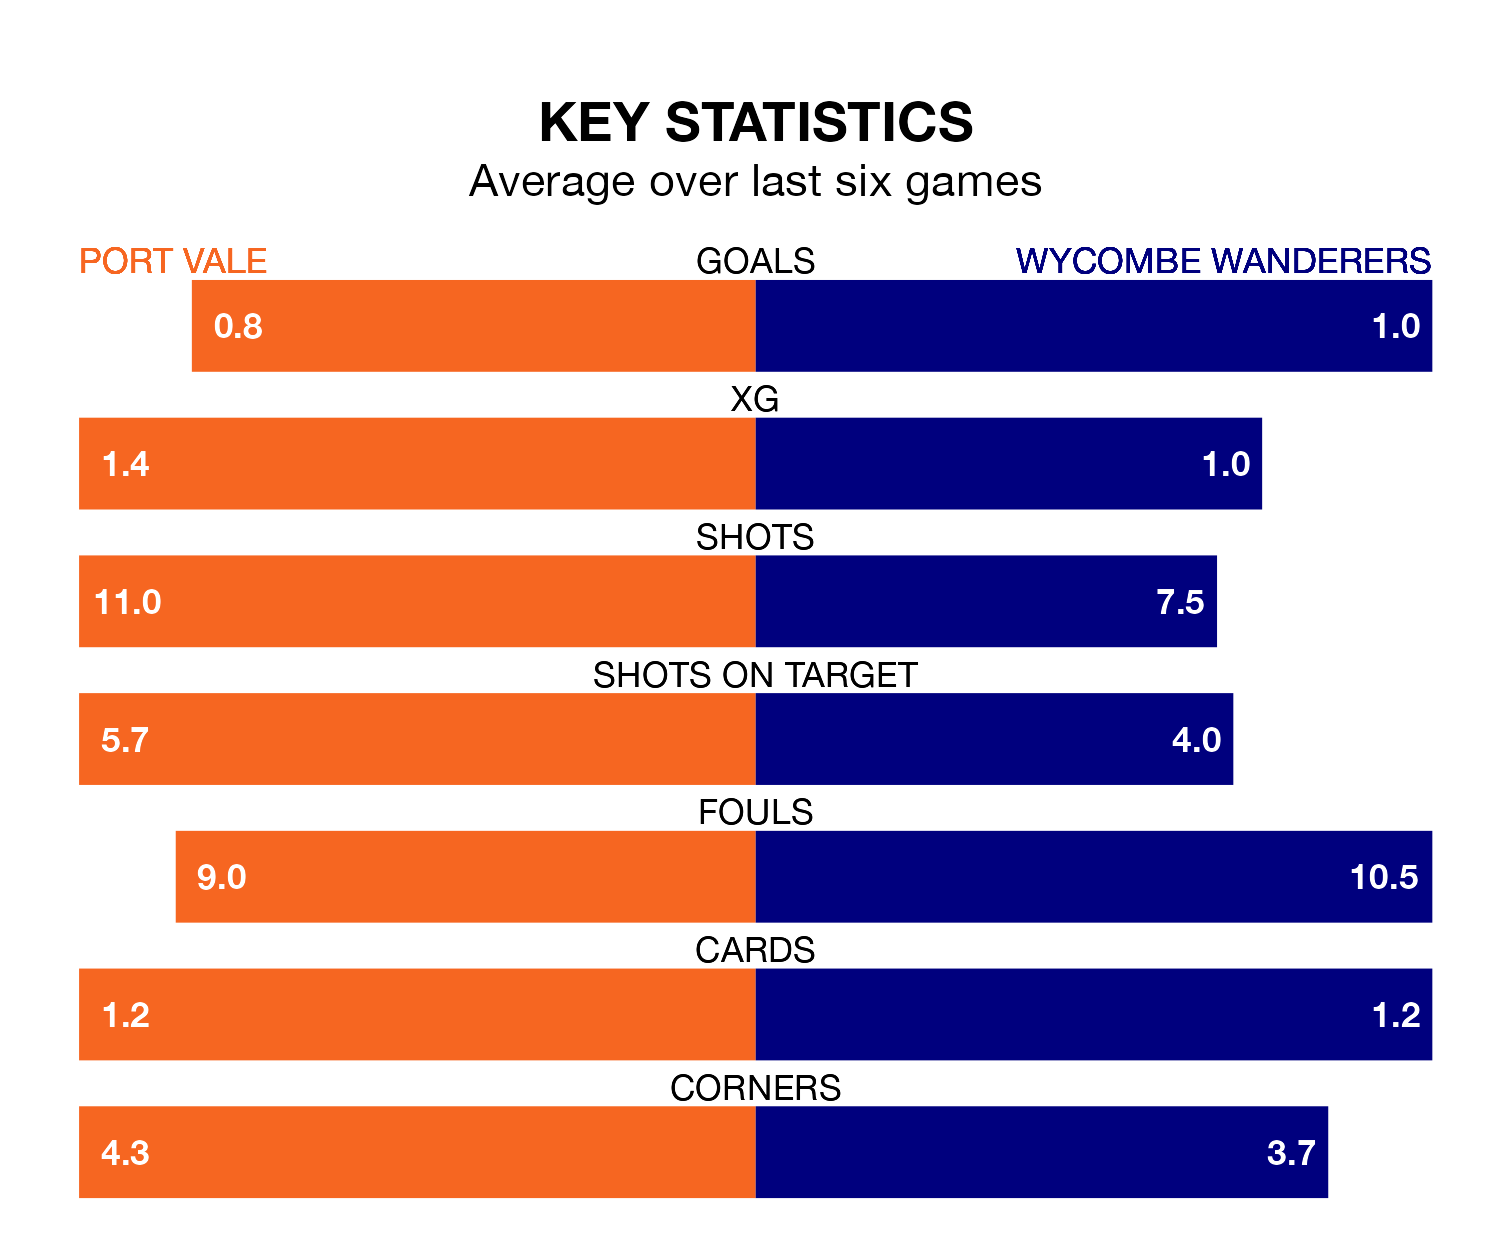 KEY STATISTICS
Average over last six games
PORT VALE GOALS WYCOMBE WANDERERS
0.8 1.0
XG
1.4 1.0
SHOTS
11.0 7.5
SHOTS ON TARGET
5.7 4.0
FOULS
9.0 10.5
CARDS
1.2 1.2
CORNERS
4.3 3.7